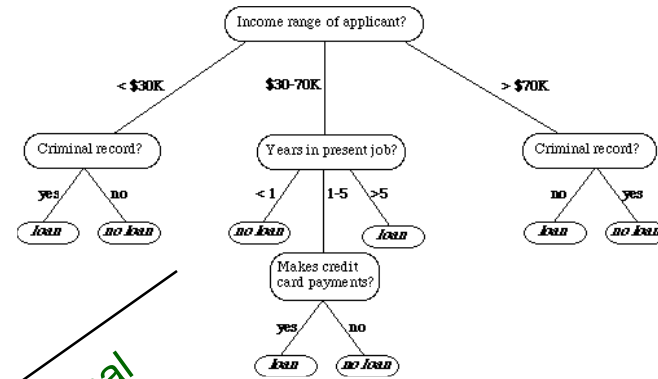 Income range of applicant?
< $30K
$30-70K
> $70K
Criminal record?
Years in present job?
Criminal record?
yes
no
< 1
1-5
>5
no
yes
loan
no loan
no loan
loan
loan
no loan
Makes credit
card payments?
yes
no
loan
no loan